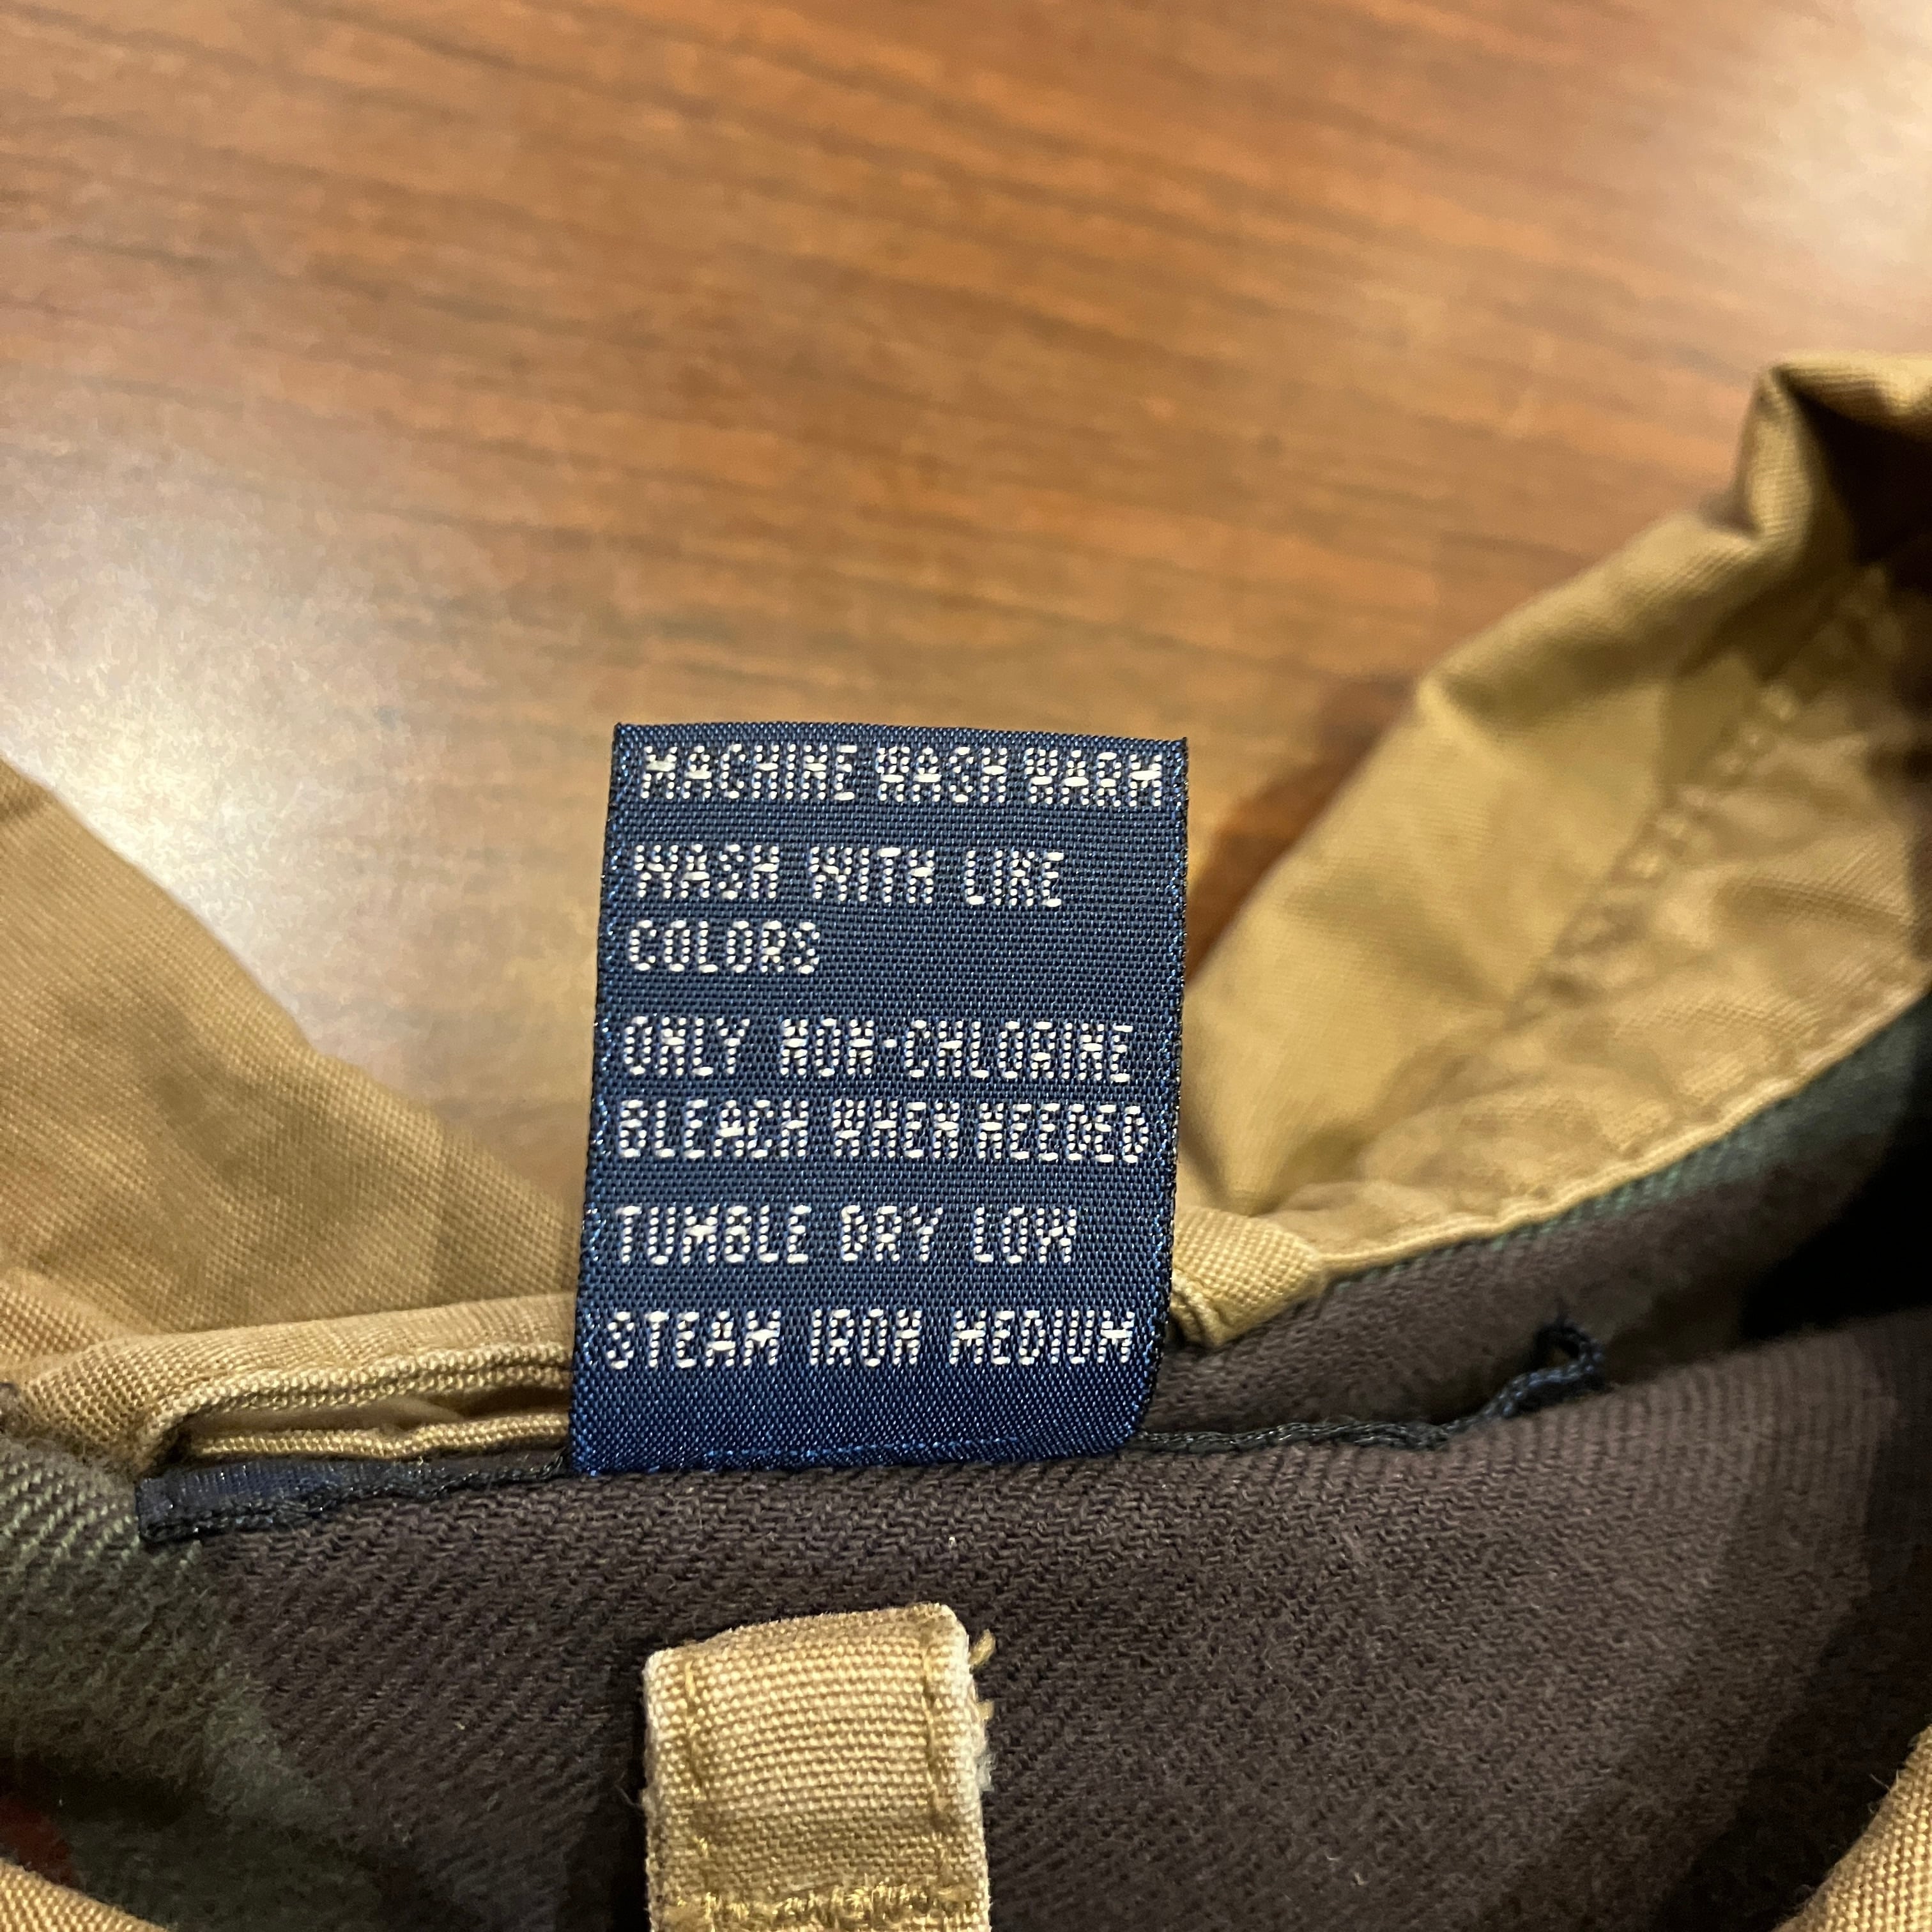 MACHINE WASH WARM
WASH WITH LIKE
COLORS
ONLY NON-CHLORINE
BLEACH WHEN NEEDED
TUMBLE DRY LOW
STEAM IRON MEDIUM